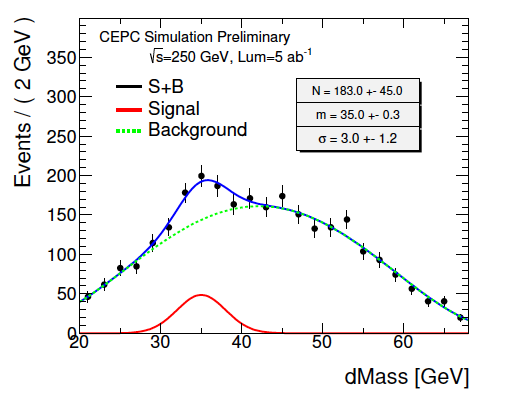 CEPC Simulation Preliminary
√s=250 GeV, Lum=5 ab⁻¹
S+B
Signal
Background
N = 183.0 +- 45.0
m = 35.0 +- 0.3
σ = 3.0 +- 1.2
Events / ( 2 GeV )
350
300
250
200
150
100
50
0
20 30 40 50 60
dMass [GeV]